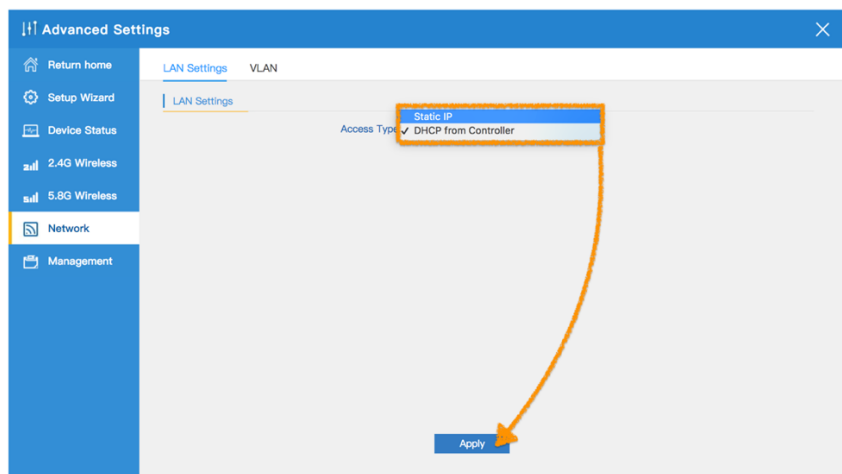 Advanced Settings
Return home
Setup Wizard
Device Status
2.4G Wireless
5.8G Wireless
Network
Management
LAN Settings VLAN
LAN Settings
Access Type
Static IP
✓ DHCP from Controller
Apply